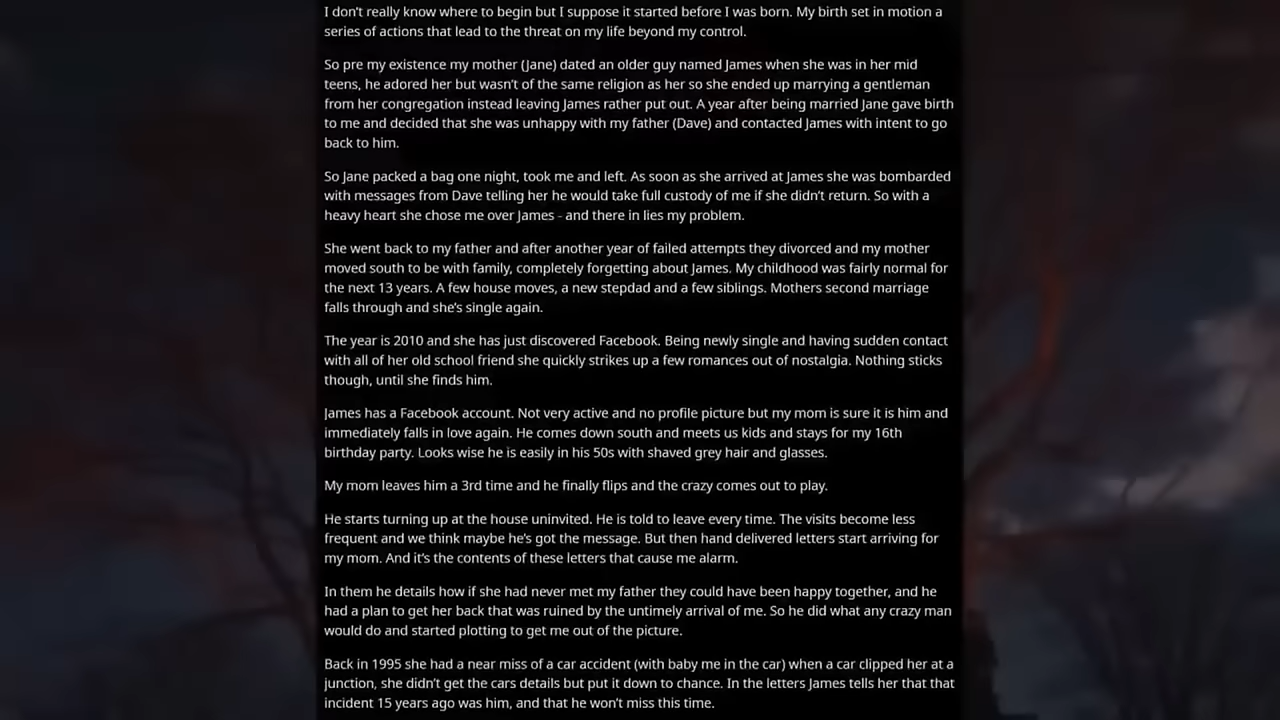 I don't really know where to begin but I suppose it started before I was born. My birth set in motion a
series of actions that lead to the threat on my life beyond my control.
So pre my existence my mother (Jane) dated an older guy named James when she was in her mid
teens, he adored her but wasn't of the same religion as her so she ended up marrying a gentleman
from her congregation instead leaving James rather put out. A year after being married Jane gave birth
to me and decided that she was unhappy with my father (Dave) and contacted James with intent to go
back to him.
So Jane packed a bag one night, took me and left. As soon as she arrived at James she was bombarded
with messages from Dave telling her he would take full custody of me if she didn't return. So with a
heavy heart she chose me over James - and there in lies my problem.
She went back to my father and after another year of failed attempts they divorced and my mother
moved south to be with family, completely forgetting about James. My childhood was fairly normal for
the next 13 years. A few house moves, a new stepdad and a few siblings. Mothers second marriage
falls through and she's single again.
The year is 2010 and she has just discovered Facebook. Being newly single and having sudden contact
with all of her old school friend she quickly strikes up a few romances out of nostalgia. Nothing sticks
though, until she finds him.
James has a Facebook account. Not very active and no profile picture but my mom is sure it is him and
immediately falls in love again. He comes down south and meets us kids and stays for my 16th
birthday party. Looks wise he is easily in his 50s with shaved grey hair and glasses.
My mom leaves him a 3rd time and he finally flips and the crazy comes out to play.
He starts turning up at the house uninvited. He is told to leave every time. The visits become less
frequent and we think maybe he's got the message. But then hand delivered letters start arriving for
my mom. And it's the contents of these letters that cause me alarm.
In them he details how if she had never met my father they could have been happy together, and he
had a plan to get her back that was ruined by the untimely arrival of me. So he did what any crazy man
would do and started plotting to get me out of the picture.
Back in 1995 she had a near miss of a car accident (with baby me in the car) when a car clipped her at a
junction, she didn't get the cars details but put it down to chance. In the letters James tells her that that
incident 15 years ago was him, and that he won't miss this time.